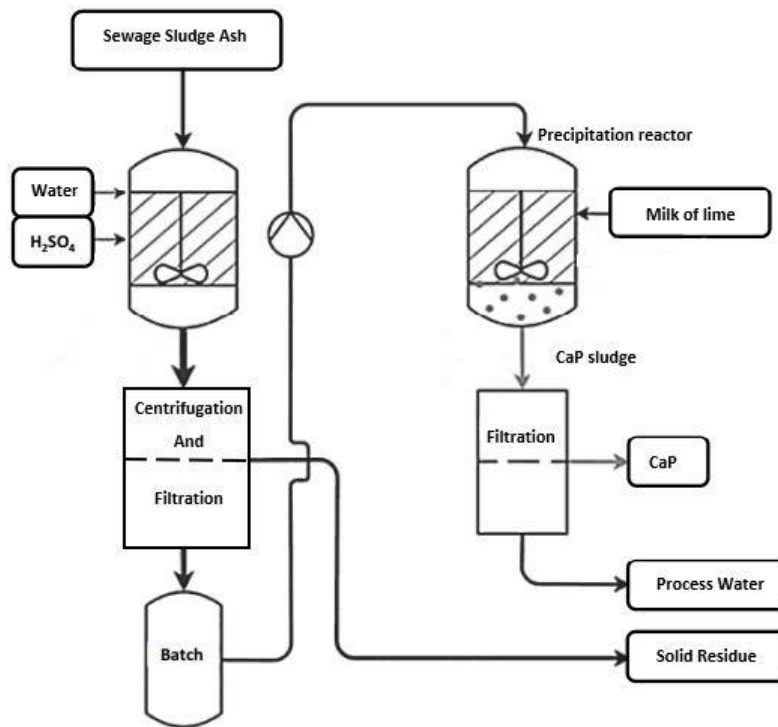 Sewage Sludge Ash
Water
H₂SO₄
Centrifugation
And
Filtration
Batch
Precipitation reactor
Milk of lime
CaP sludge
Filtration
CaP
Process Water
Solid Residue